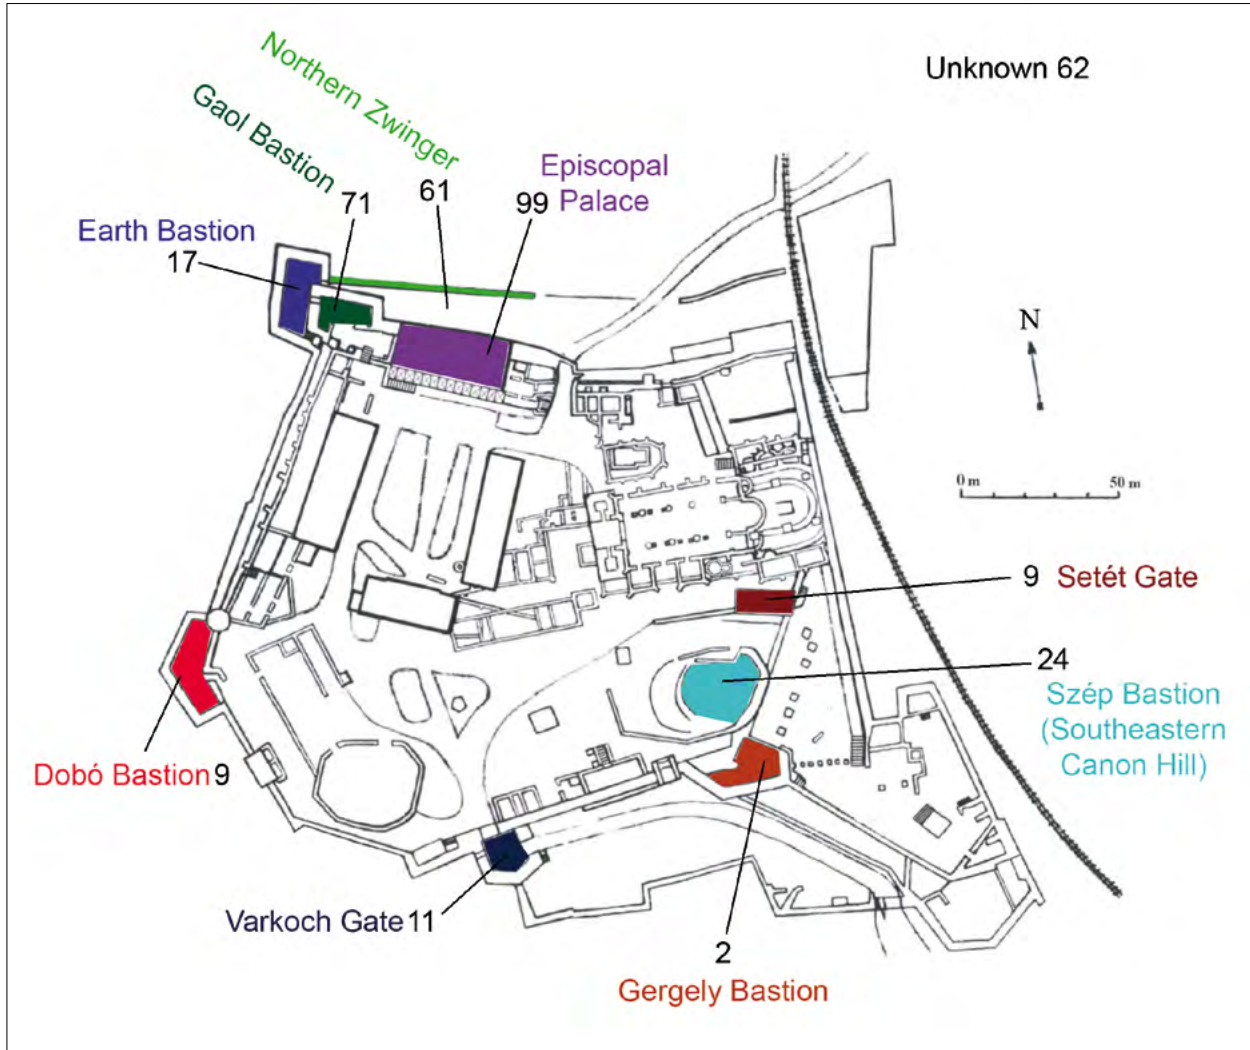 Unknown 62
Northern Zwinger
61
Gaol Bastion
71
Episcopal
Palace
99
Earth Bastion
17
N
0 m
50 m
9 Setét Gate
24
Szép Bastion
(Southeastern
Canon Hill)
Dobó Bastion 9
Varkoch Gate 11
2
Gergely Bastion